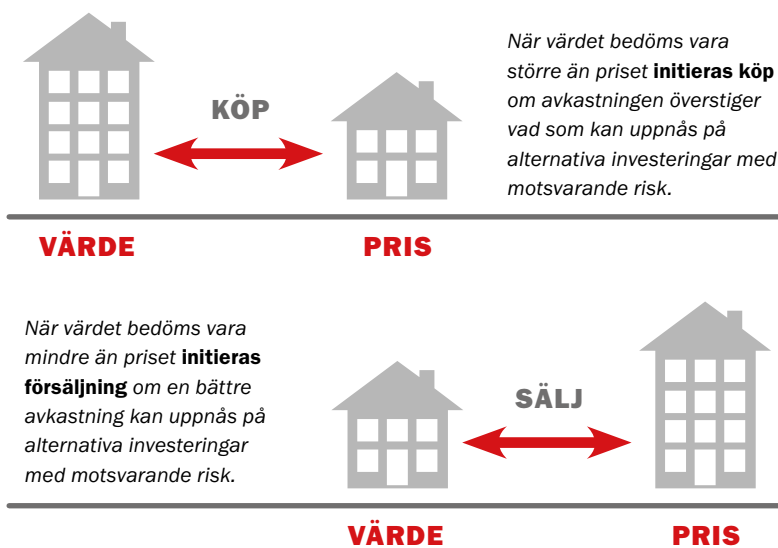 KÖP
När värdet bedöms vara
större än priset initieras köp
om avkastningen överstiger
vad som kan uppnås på
alternativa investeringar med
motsvarande risk.
VÄRDE
PRIS
När värdet bedöms vara
mindre än priset initieras
försäljning om en bättre
avkastning kan uppnås på
alternativa investeringar
med motsvarande risk.
SÄLJ
VÄRDE
PRIS